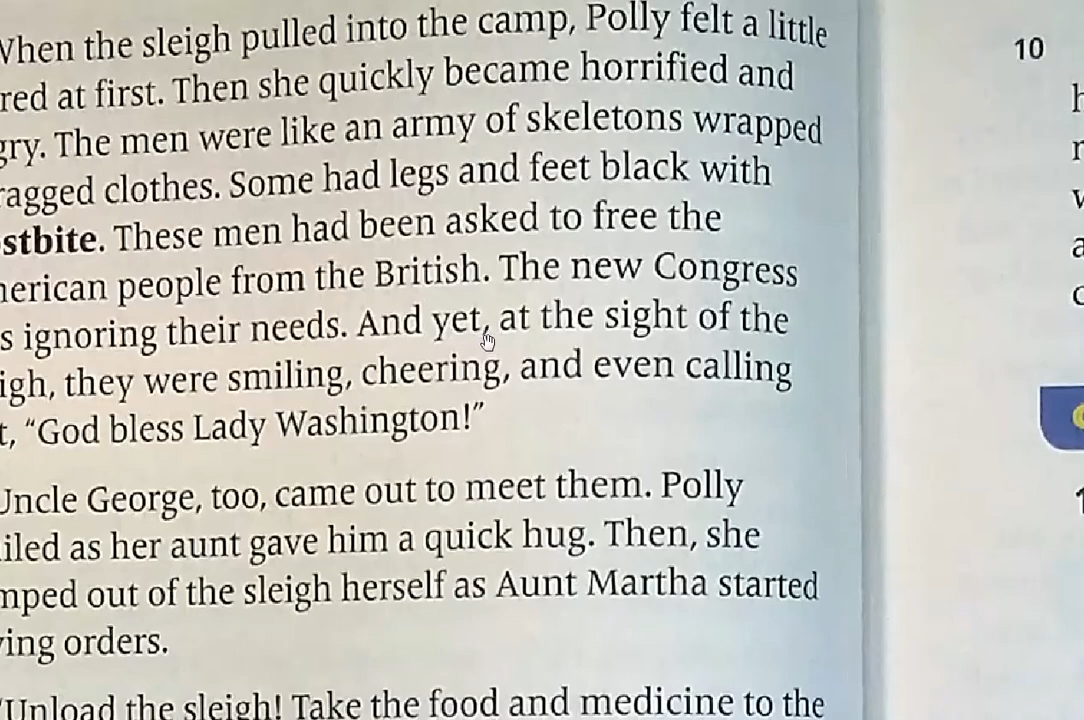 When the sleigh pulled into the camp, Polly felt a little
red at first. Then she quickly became horrified and
gry. The men were like an army of skeletons wrapped
ragged clothes. Some had legs and feet black with
stbite. These men had been asked to free the
erican people from the British. The new Congress
s ignoring their needs. And yet, at the sight of the
igh, they were smiling, cheering, and even calling
t, “God bless Lady Washington!”
Uncle George, too, came out to meet them. Polly
iled as her aunt gave him a quick hug. Then, she
mped out of the sleigh herself as Aunt Martha started
ving orders.
“Unload the sleigh! Take the food and medicine to the
10